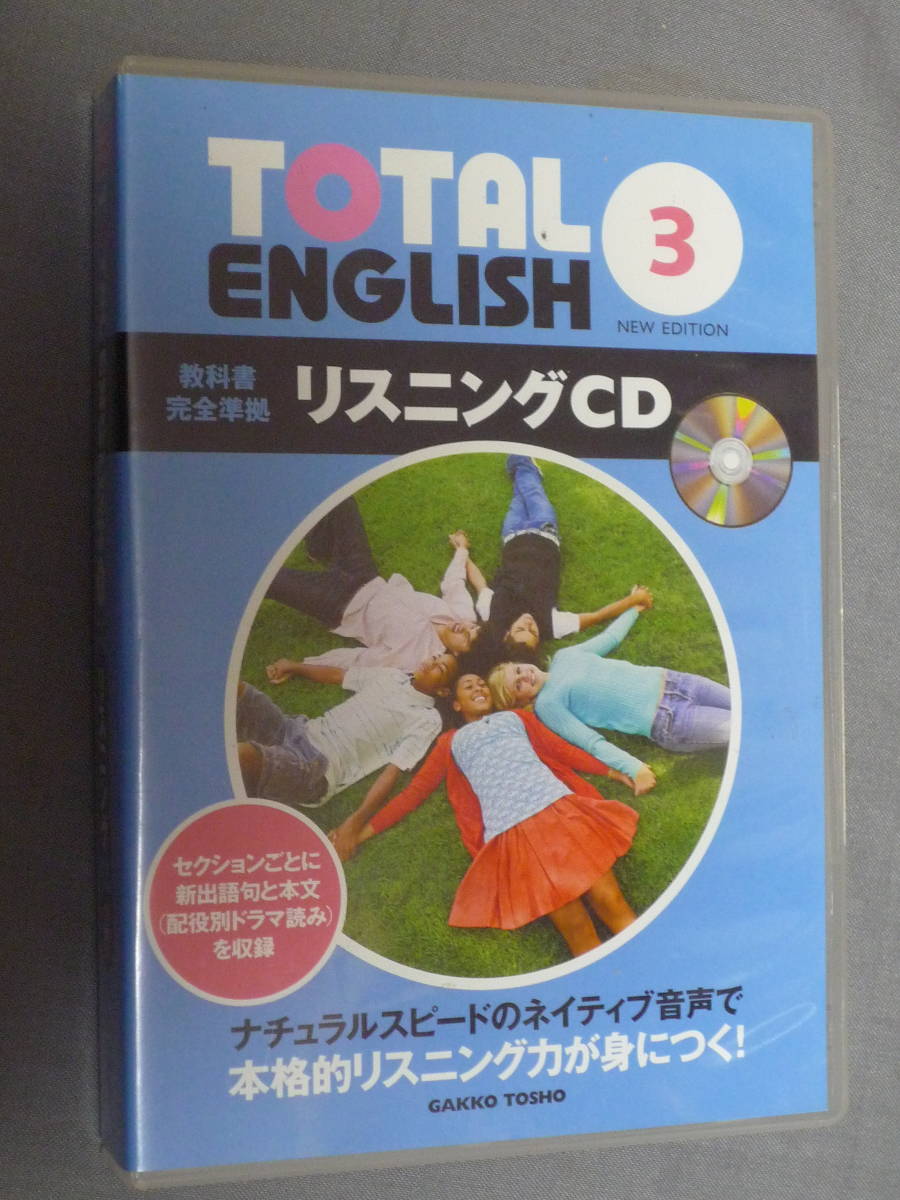 TOTAL
ENGLISH
3
NEW EDITION
教科書
完全準拠
リスニングCD
セクションごとに
新出語句と本文
(配役別ドラマ読み)
を収録
ナチュラルスピードのネイティブ音声で
本格的リスニング力が身につく!
GAKKO TOSHO